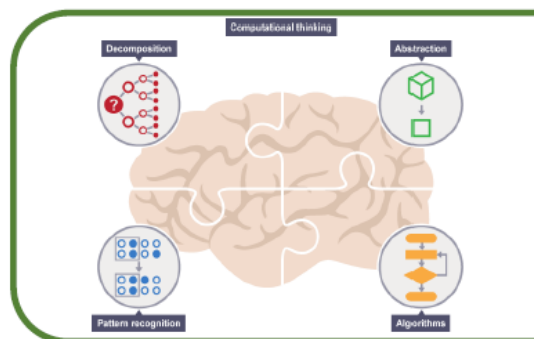 Computational thinking
Decomposition
Abstraction
?
Pattern recognition
Algorithms